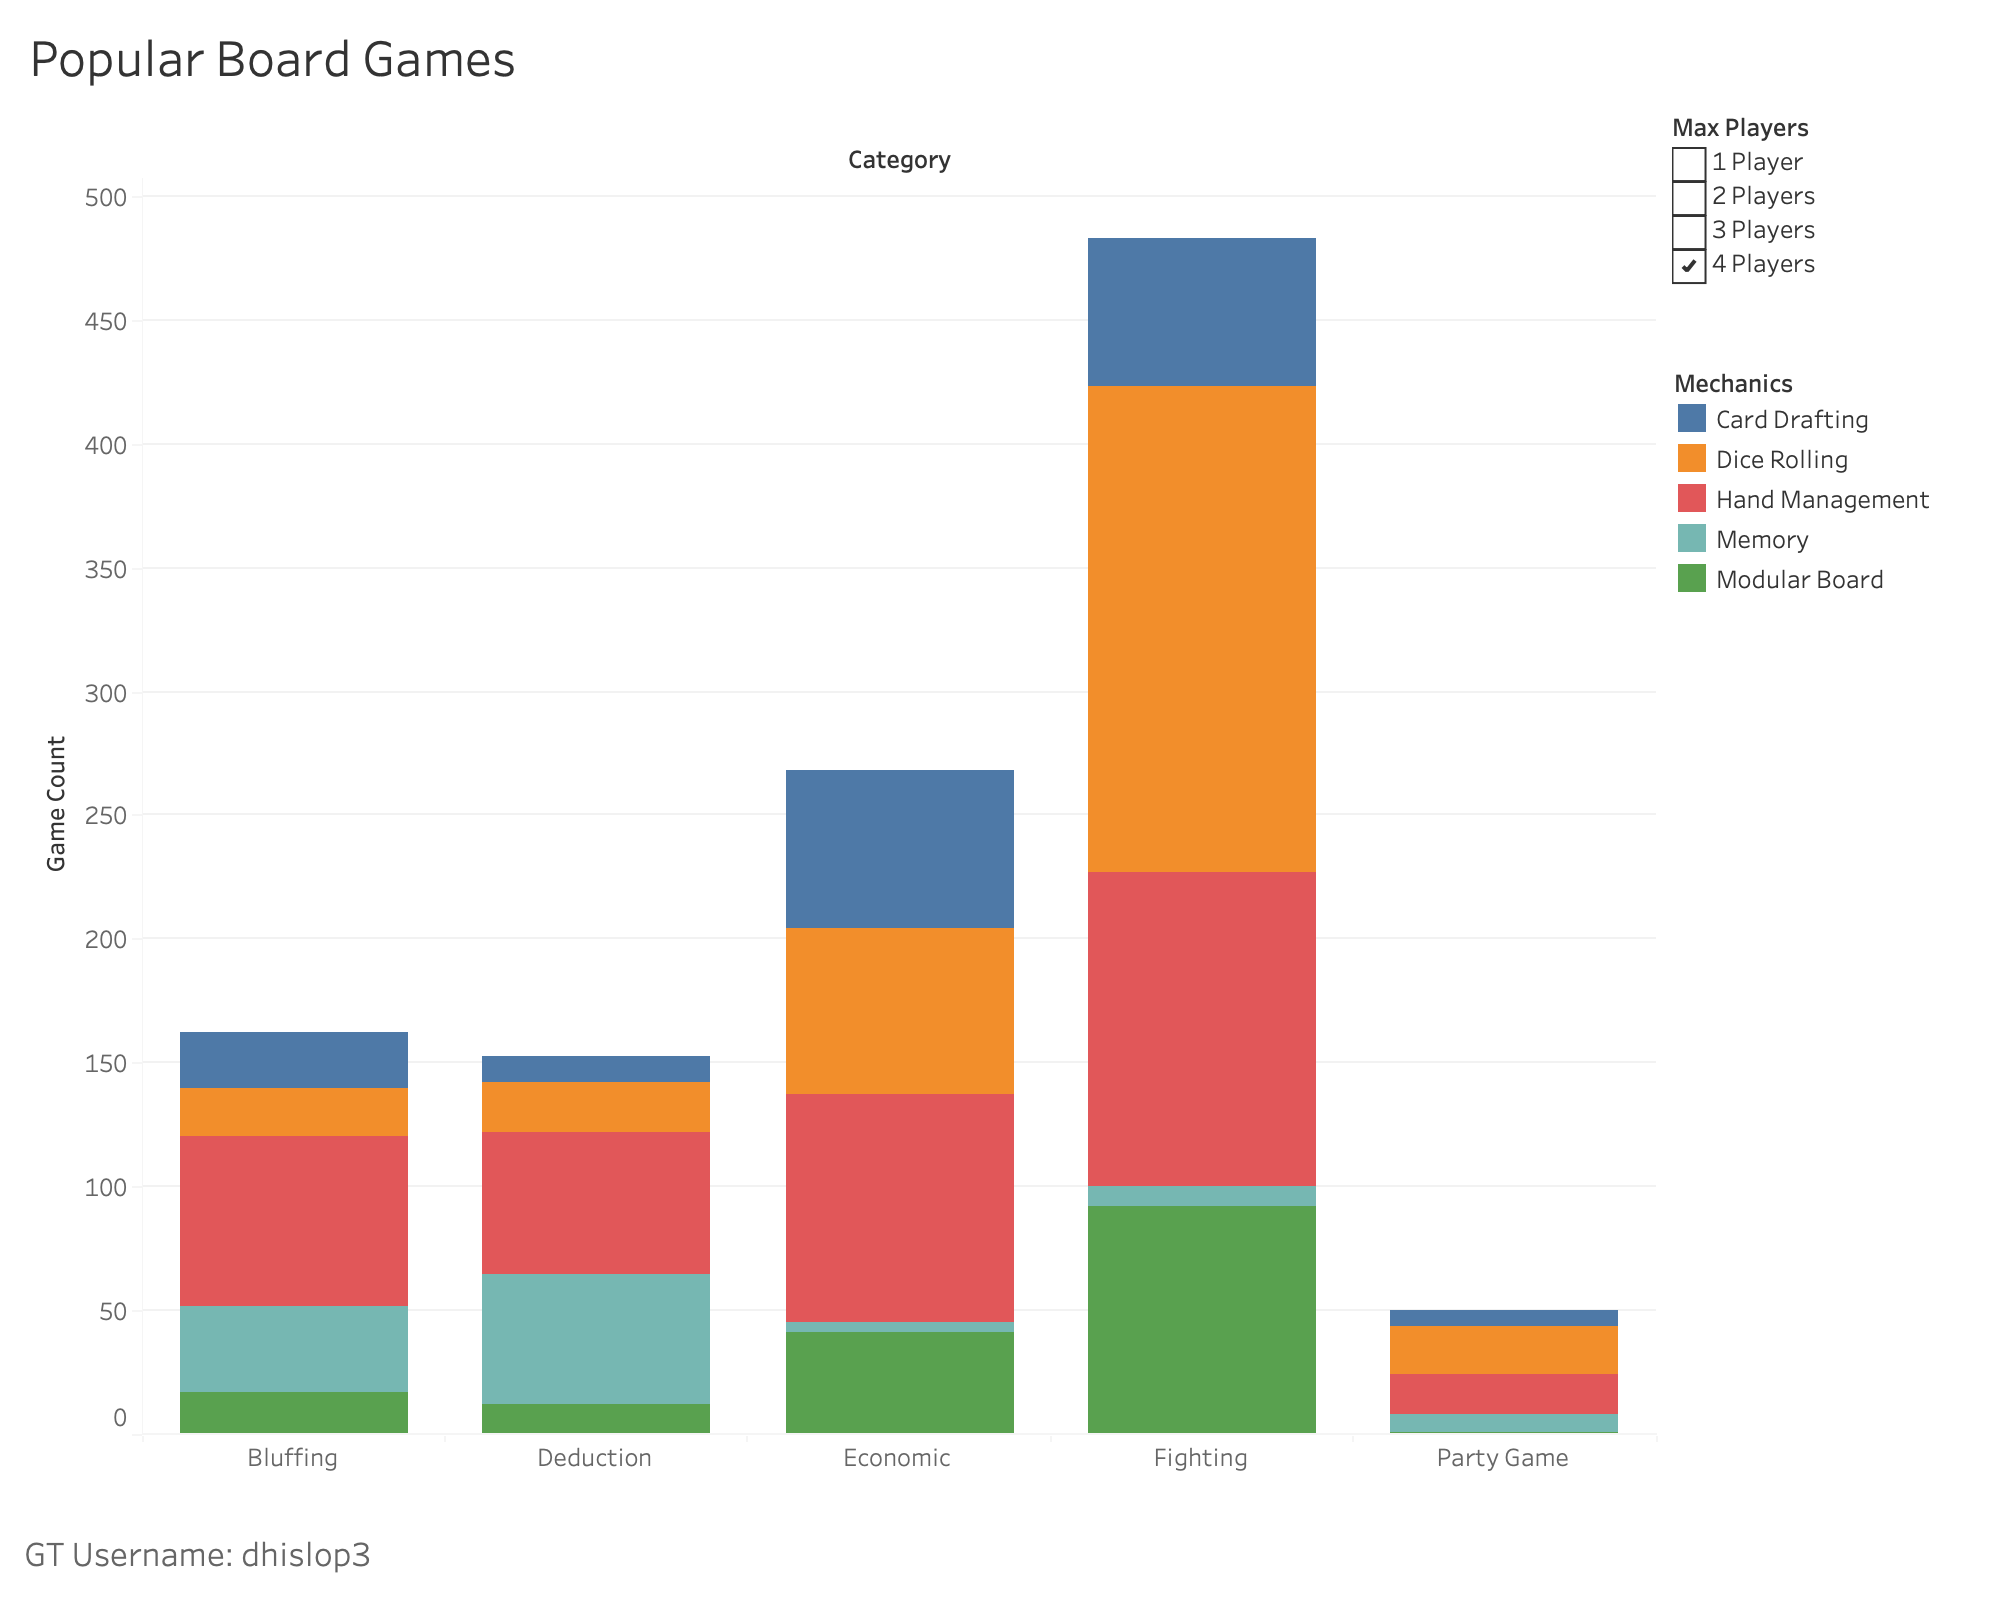 Popular Board Games
Category
500
450
400
350
300
250
200
150
100
50
0
Game Count
Bluffing
Deduction
Economic
Fighting
Party Game
Max Players
1 Player
2 Players
3 Players
4 Players
Mechanics
Card Drafting
Dice Rolling
Hand Management
Memory
Modular Board
GT Username: dhislop3